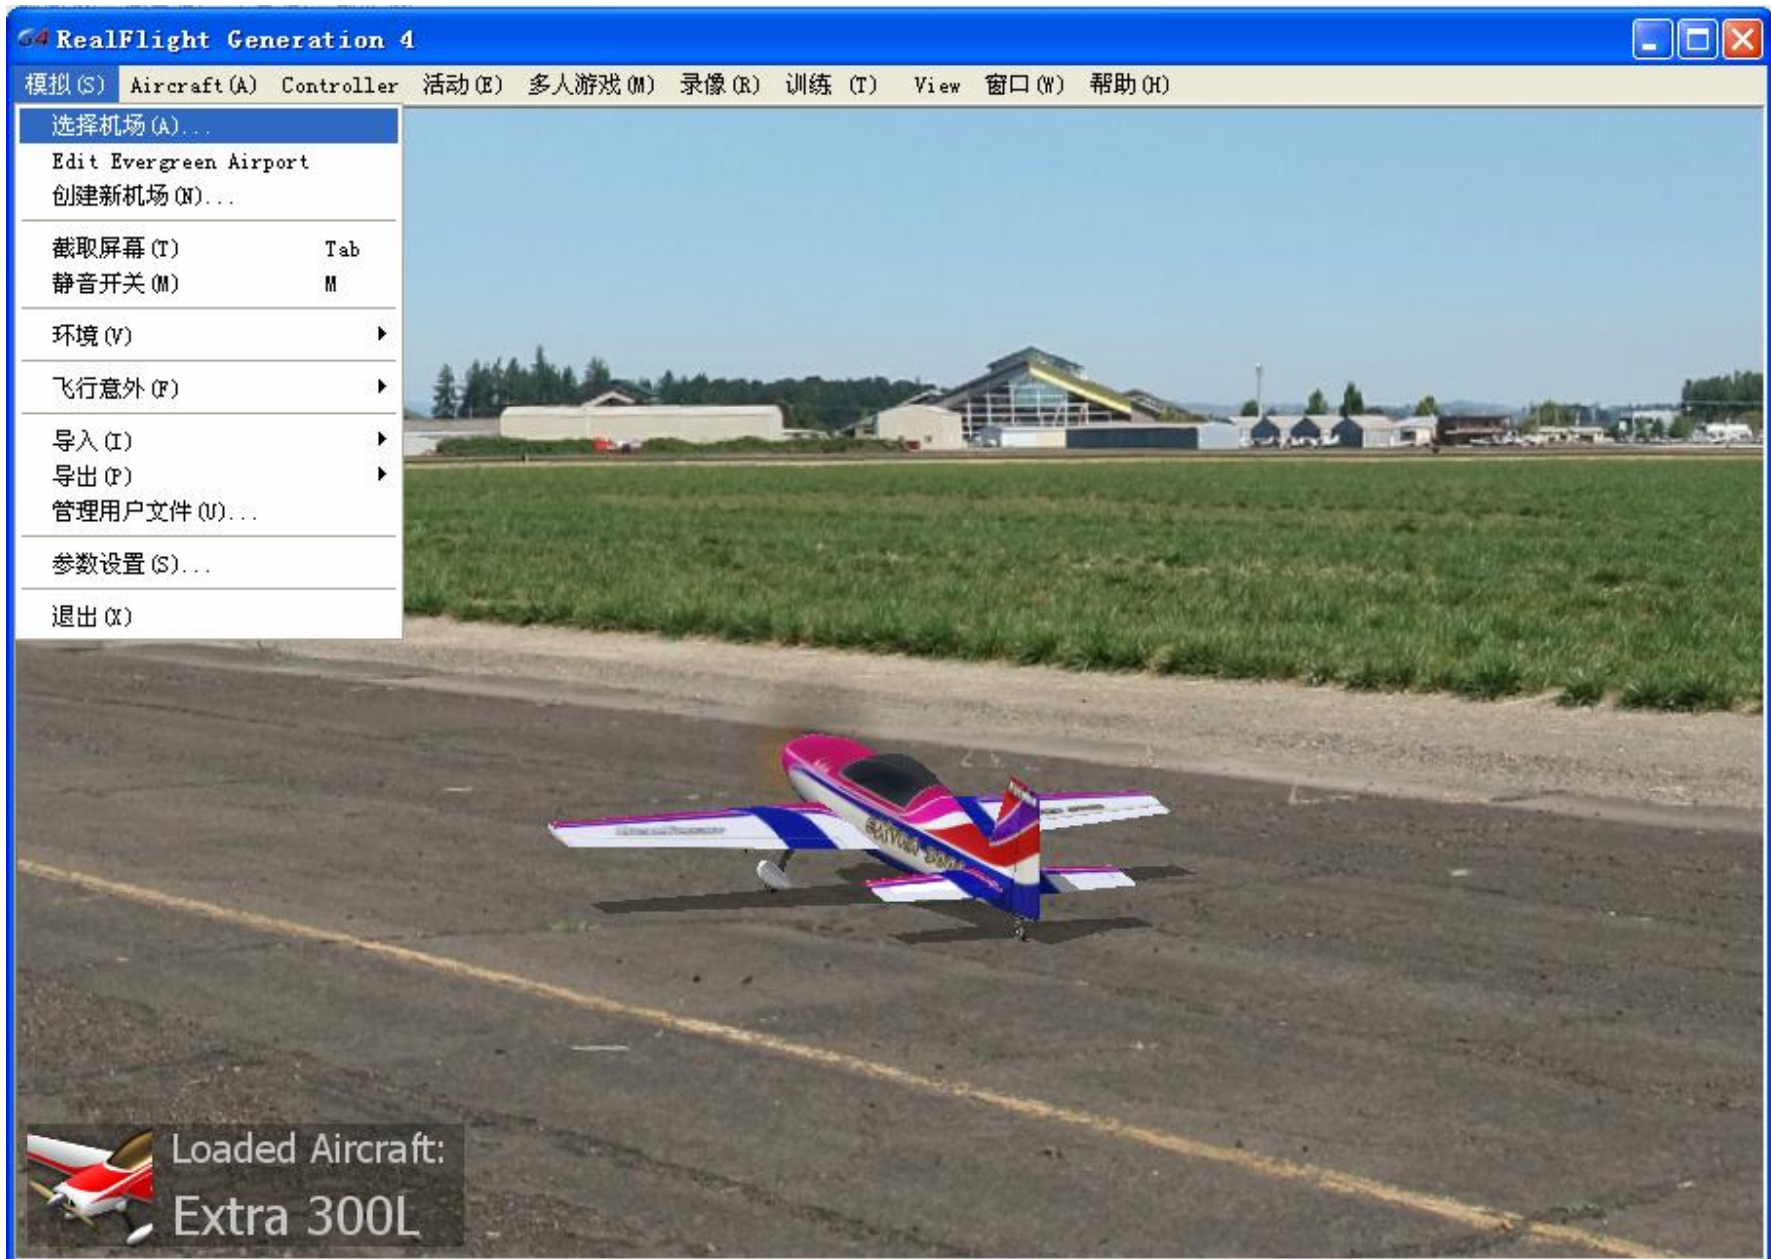 G4 RealFlight Generation 4
模拟(S) Aircraft(A) Controller 活动(E) 多人游戏(M) 录像(R) 训练 (T) View 窗口(W) 帮助(H)
选择机场(A)...
Edit Evergreen Airport
创建新机场(N)...
截取屏幕(T) Tab
静音开关(M) M
环境(V)
飞行意外(F)
导入(I)
导出(P)
管理用户文件(U)...
参数设置(S)...
退出(X)
EXTRA 300L
Loaded Aircraft:
Extra 300L